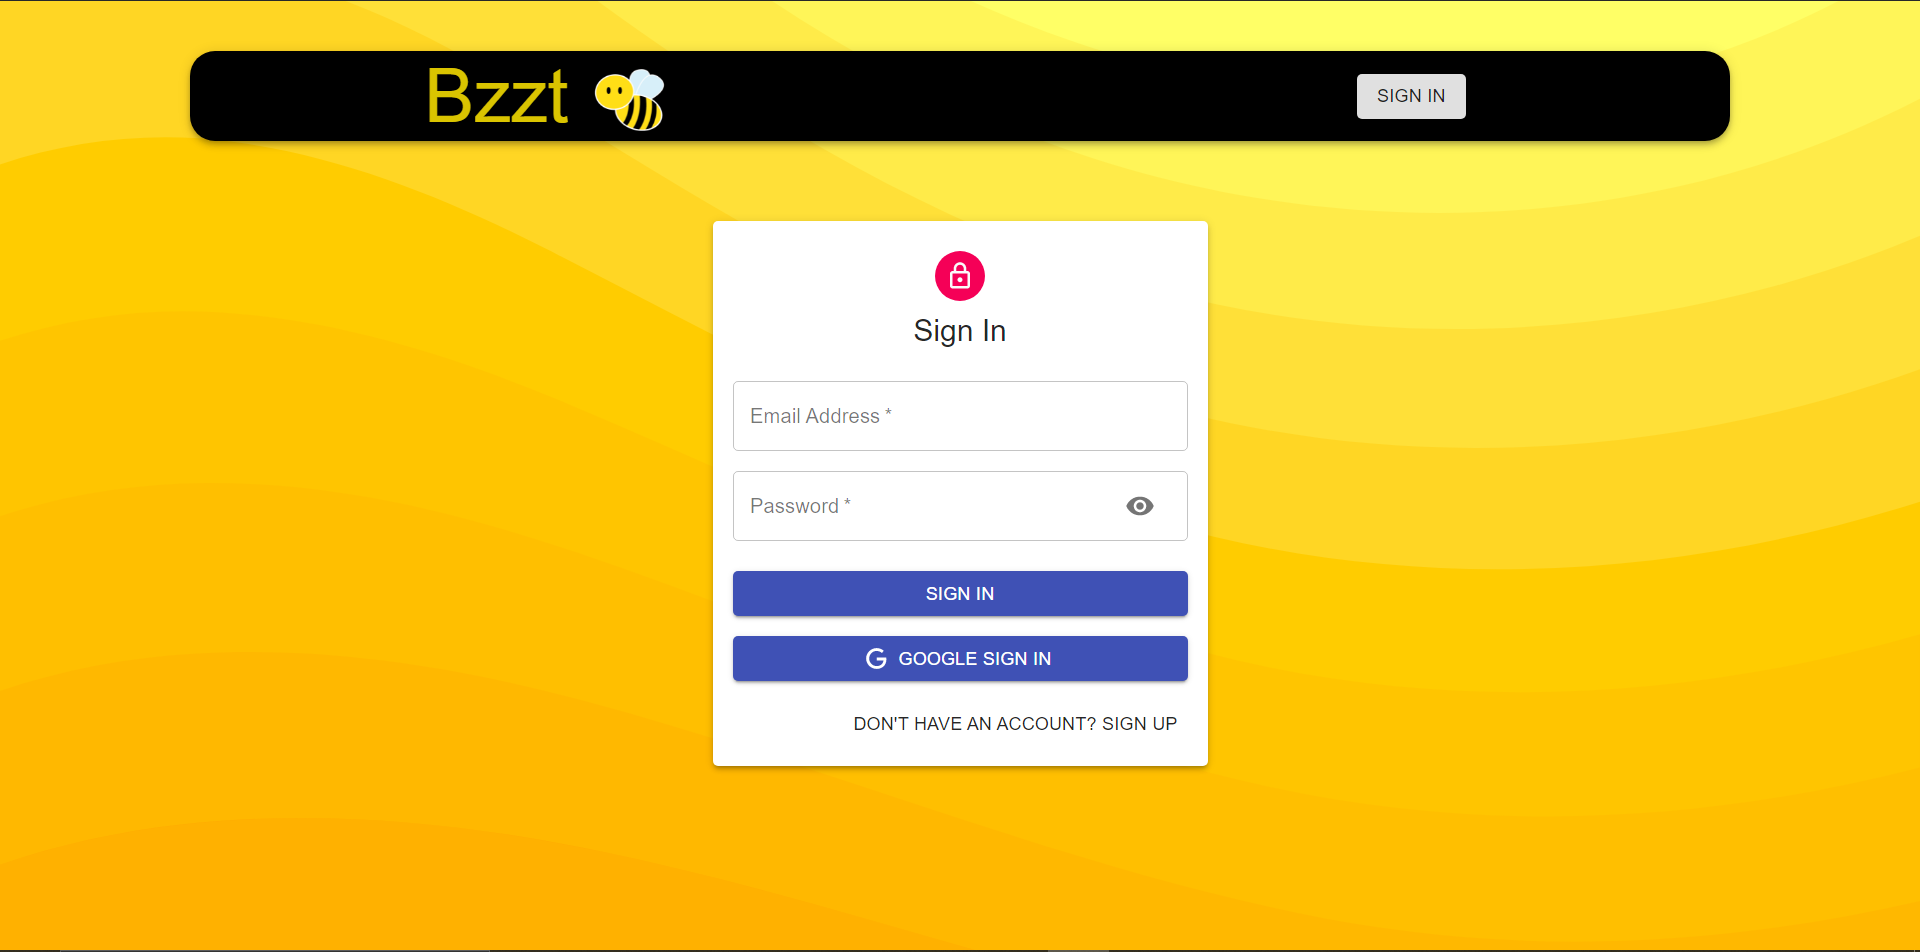 Bzzt
SIGN IN
Sign In
Email Address *
Password *
SIGN IN
GOOGLE SIGN IN
DON'T HAVE AN ACCOUNT? SIGN UP